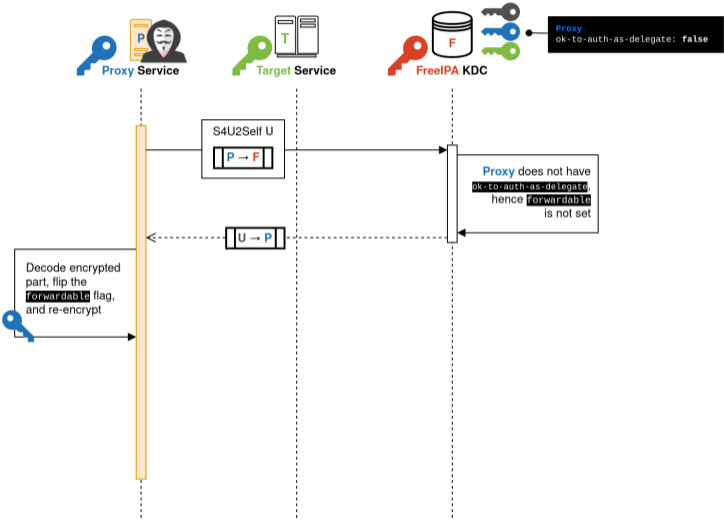 Proxy
ok-to-auth-as-delegate: false
P
T
F
Proxy Service
Target Service
FreeIPA KDC
S4U2Self U
P → F
Proxy does not have
ok-to-auth-as-delegate,
hence forwardable
is not set
U → P
Decode encrypted
part, flip the
forwardable flag,
and re-encrypt